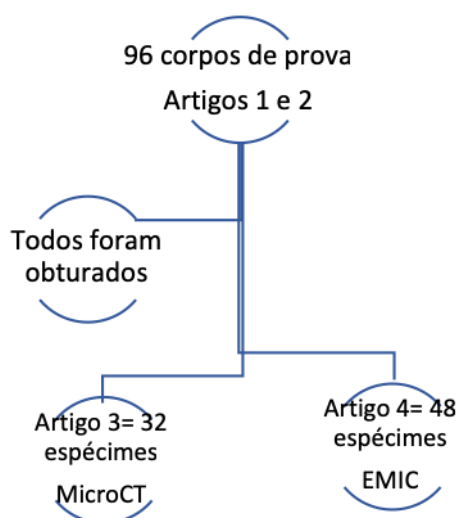 96 corpos de prova
Artigos 1 e 2
Todos foram
obturados
Artigo 3= 32
espécimes
MicroCT
Artigo 4= 48
espécimes
EMIC